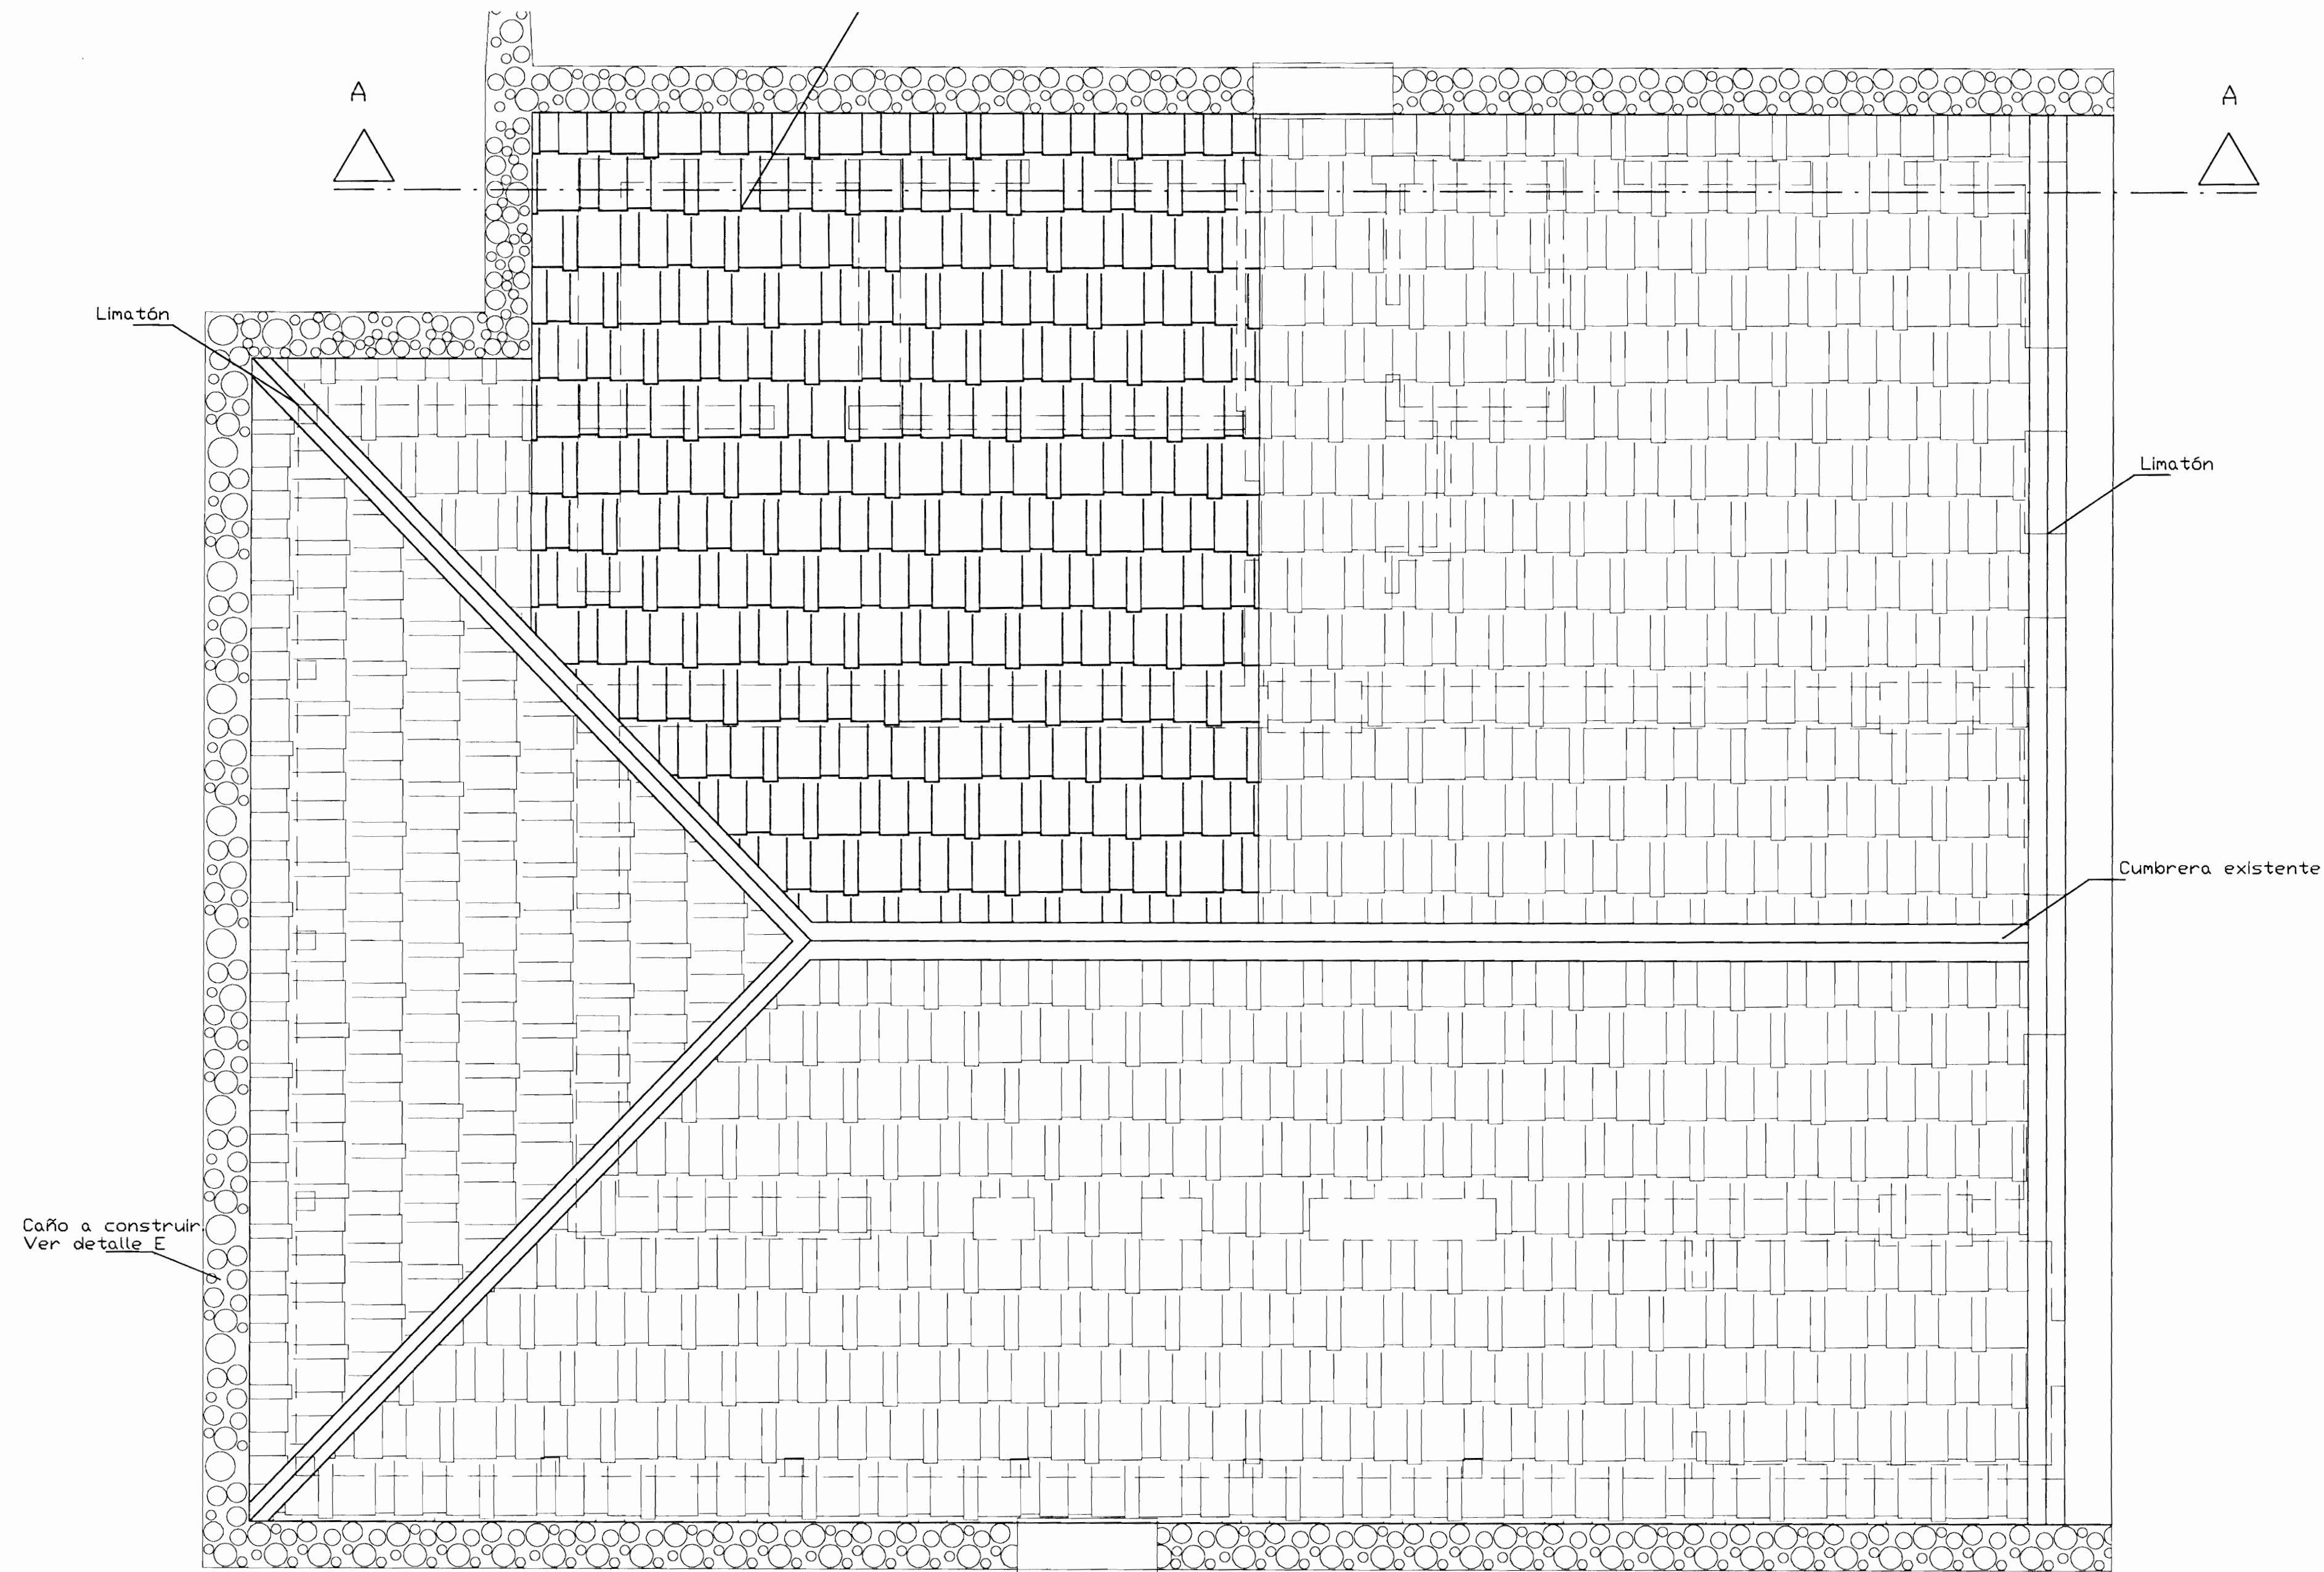 A
A
Limatón
Limatón
Cumbrera existente
Caño a construir.
Ver detalle E